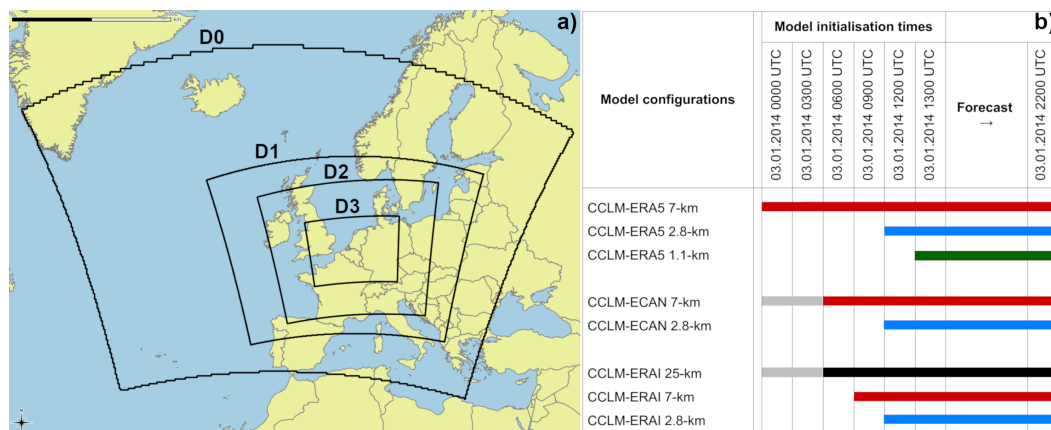 km
a)
D0
D1
D2
D3
b)
Model initialisation times
Model configurations
03.01.2014 0000 UTC
03.01.2014 0300 UTC
03.01.2014 0600 UTC
03.01.2014 0900 UTC
03.01.2014 1200 UTC
03.01.2014 1300 UTC
Forecast
→
03.01.2014 2200 UTC
CCLM-ERA5 7-km
CCLM-ERA5 2.8-km
CCLM-ERA5 1.1-km
CCLM-ECAN 7-km
CCLM-ECAN 2.8-km
CCLM-ERAI 25-km
CCLM-ERAI 7-km
CCLM-ERAI 2.8-km